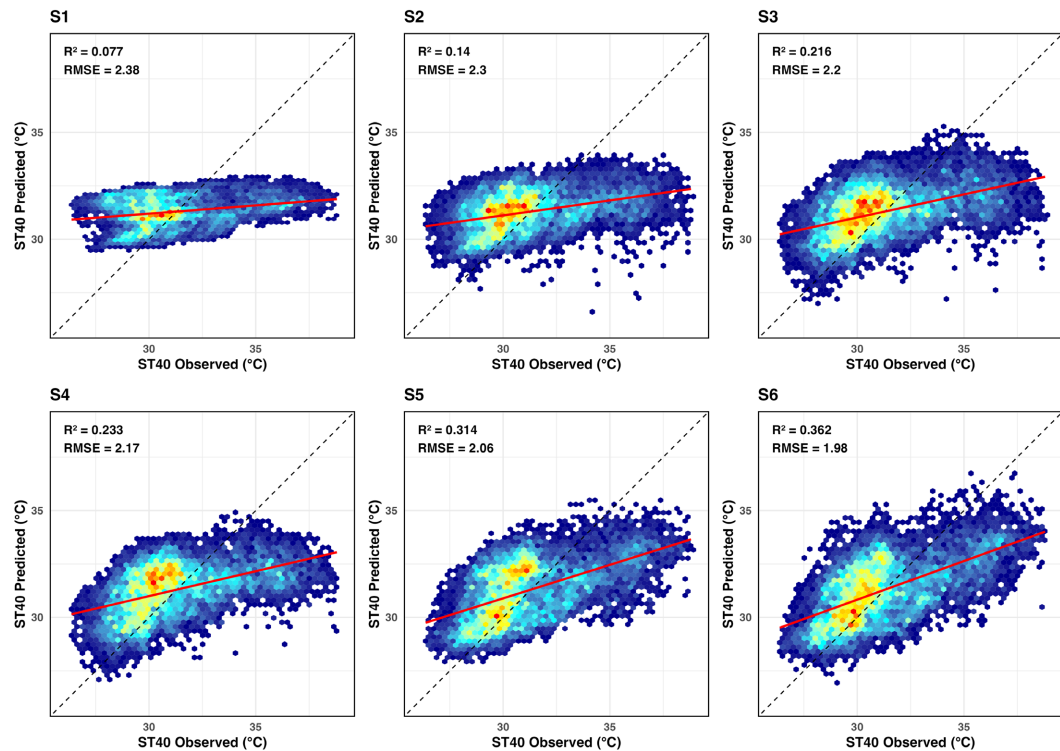 S1
R² = 0.077
RMSE = 2.38
35
30
ST40 Predicted (°C)
30
35
ST40 Observed (°C)
S2
R² = 0.14
RMSE = 2.3
35
30
ST40 Predicted (°C)
30
35
ST40 Observed (°C)
S3
R² = 0.216
RMSE = 2.2
35
30
ST40 Predicted (°C)
30
35
ST40 Observed (°C)
S4
R² = 0.233
RMSE = 2.17
35
30
ST40 Predicted (°C)
30
35
ST40 Observed (°C)
S5
R² = 0.314
RMSE = 2.06
35
30
ST40 Predicted (°C)
30
35
ST40 Observed (°C)
S6
R² = 0.362
RMSE = 1.98
35
30
ST40 Predicted (°C)
30
35
ST40 Observed (°C)